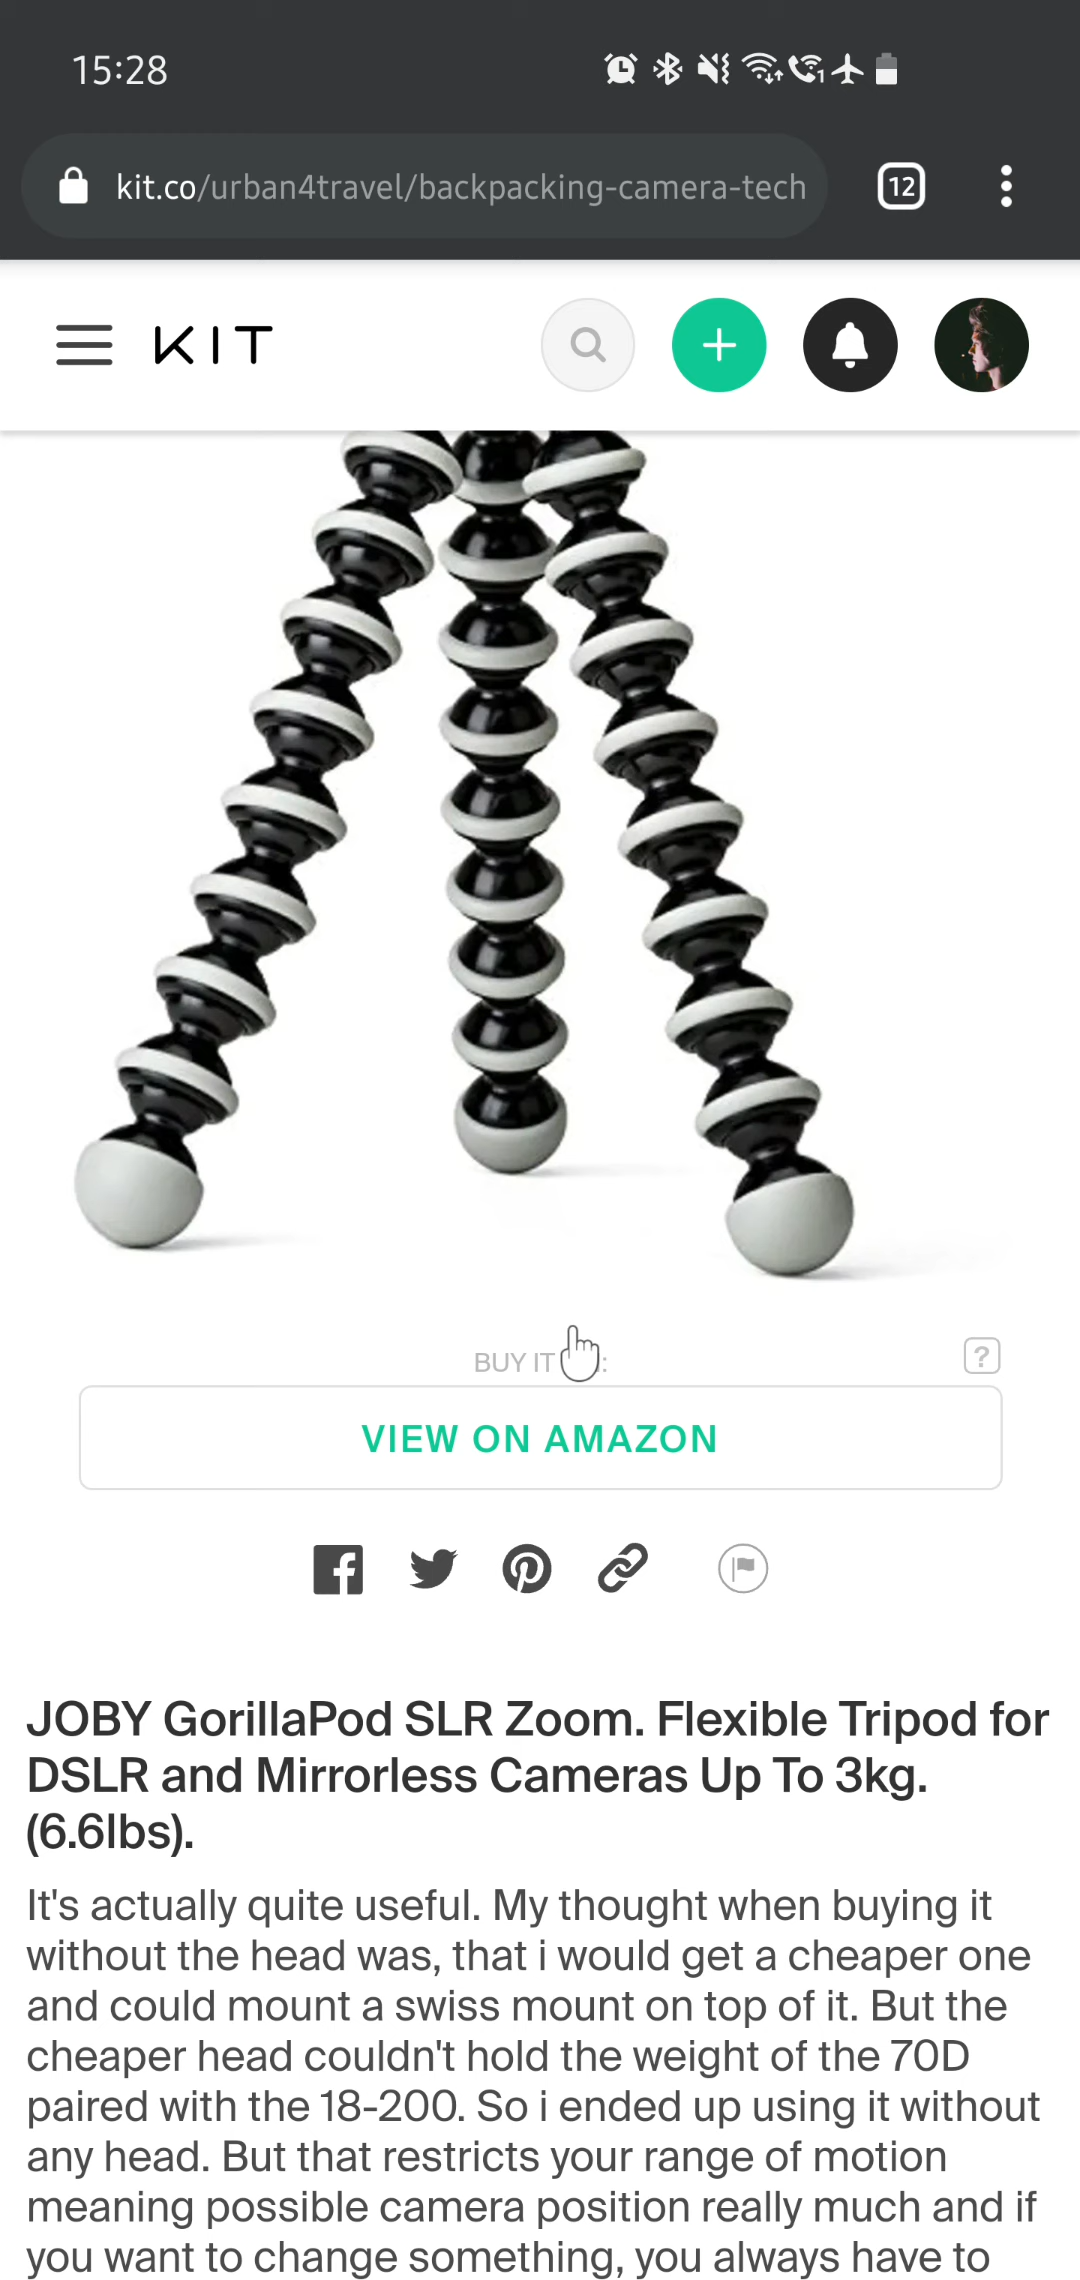 15:28
kit.co/urban4travel/backpacking-camera-tech
12
KIT
BUY IT
?
VIEW ON AMAZON
JOBY GorillaPod SLR Zoom. Flexible Tripod for
DSLR and Mirrorless Cameras Up To 3kg.
(6.6lbs).
It's actually quite useful. My thought when buying it
without the head was, that i would get a cheaper one
and could mount a swiss mount on top of it. But the
cheaper head couldn't hold the weight of the 70D
paired with the 18-200. So i ended up using it without
any head. But that restricts your range of motion
meaning possible camera position really much and if
you want to change something, you always have to